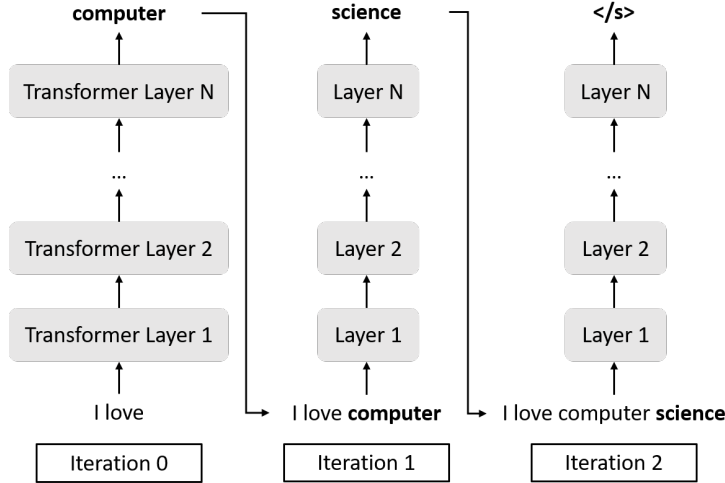 computer
Transformer Layer N
...
Transformer Layer 2
Transformer Layer 1
I love
Iteration 0
science
Layer N
...
Layer 2
Layer 1
I love computer
Iteration 1
</s>
Layer N
...
Layer 2
Layer 1
I love computer science
Iteration 2